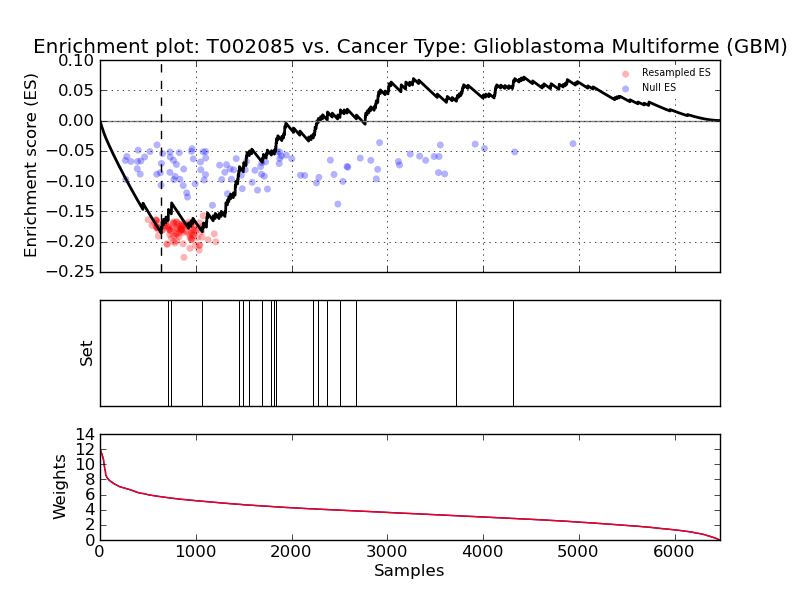 Enrichment plot: T002085 vs. Cancer Type: Glioblastoma Multiforme (GBM)
Enrichment score (ES)
0.10
0.05
0.00
−0.05
−0.10
−0.15
−0.20
−0.25
Resampled ES
Null ES
Set
Weights
14
12
10
8
6
4
2
0
0 1000 2000 3000 4000 5000 6000
Samples